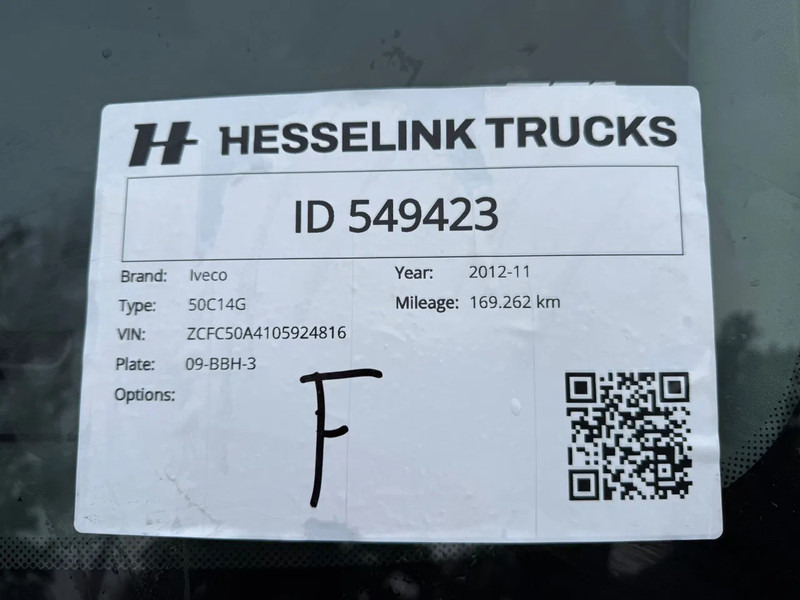 H HESSELINK TRUCKS
ID 549423
Brand: Iveco Year: 2012-11
Type: 50C14G Mileage: 169.262 km
VIN: ZCFC50A4105924816
Plate: 09-BBH-3
Options:
F